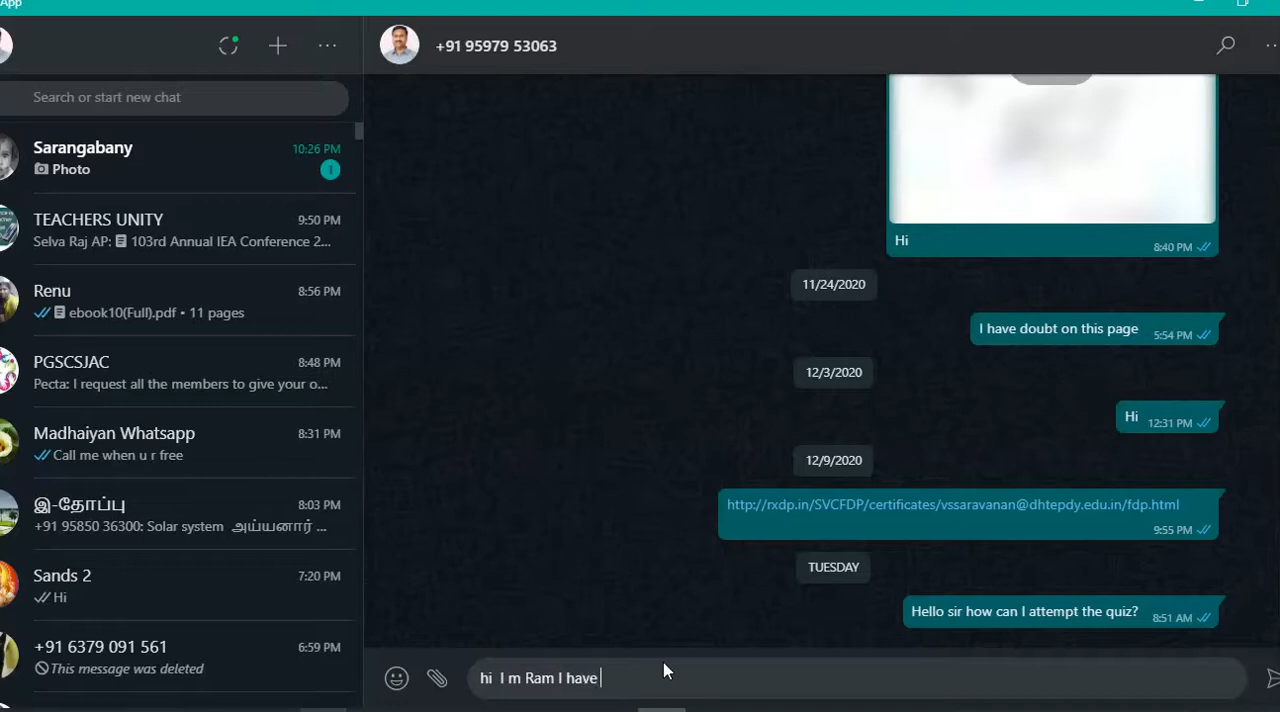 App
+91 95979 53063
Search or start new chat
Sarangabany
10:26 PM
Photo
1
TEACHERS UNITY
9:50 PM
Selva Raj AP: 103rd Annual IEA Conference 2...
Renu
8:56 PM
ebook10(Full).pdf • 11 pages
PGSCSJAC
8:48 PM
Pecta: I request all the members to give your o...
Madhaiyan Whatsapp
8:31 PM
Call me when u r free
இ-தோப்பு
8:03 PM
+91 95850 36300: Solar system அய்யனார் ...
Sands 2
7:20 PM
Hi
+91 6379 091 561
6:59 PM
This message was deleted
Hi
8:40 PM
11/24/2020
I have doubt on this page
5:54 PM
12/3/2020
Hi
12:31 PM
12/9/2020
http://rxdp.in/SVCFDP/certificates/vssaravanan@dhtepdy.edu.in/fdp.html
9:55 PM
TUESDAY
Hello sir how can I attempt the quiz?
8:51 AM
hi I m Ram I have